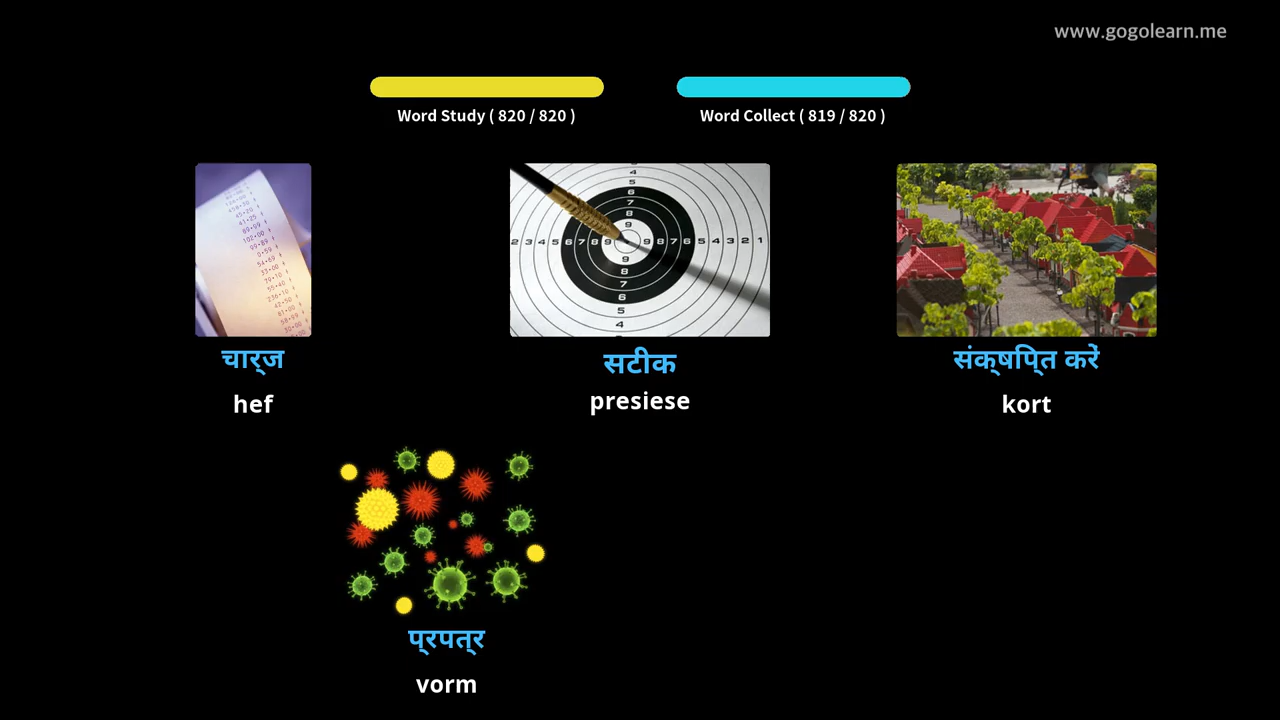 www.gogolearn.me
Word Study ( 820 / 820 )
Word Collect ( 819 / 820 )
चार्ज
hef
सटीक
presiese
संक्षिप्त करें
kort
प्रपत्र
vorm